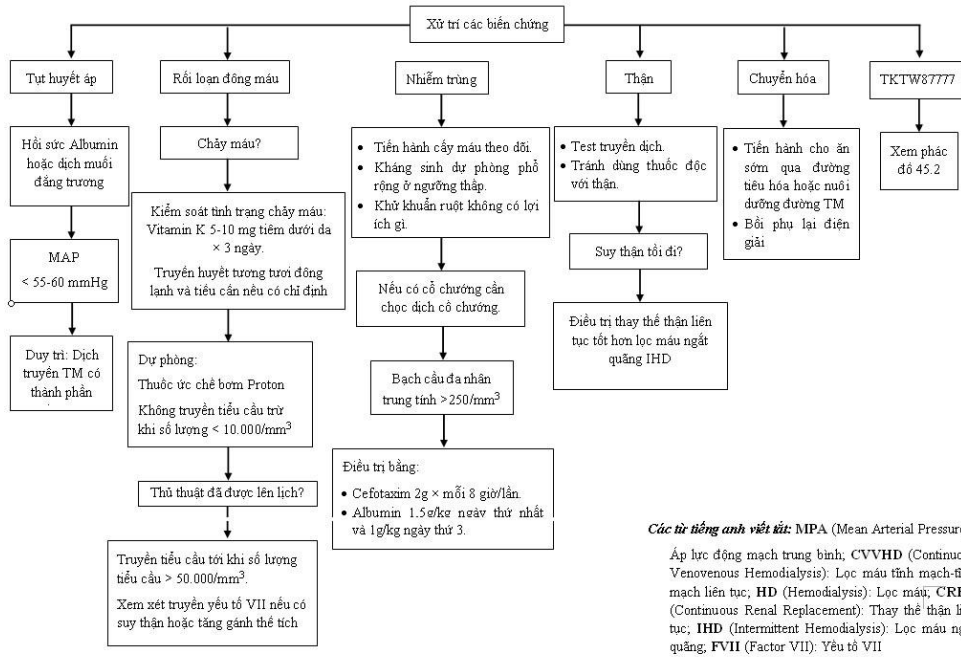 Xử trí các biến chứng
Tụt huyết áp
Hồi sức Albumin
hoặc dịch muối
đẳng trương
MAP
< 55-60 mmHg
Duy trì: Dịch
truyền TM có
thành phần
Rối loạn đông máu
Chảy máu?
Kiểm soát tình trạng chảy máu:
Vitamin K 5-10 mg tiêm dưới da
× 3 ngày.
Truyền huyết tương tươi đông
lạnh và tiểu cầu nếu có chỉ định
Dự phòng:
Thuốc ức chế bơm Proton
Không truyền tiểu cầu trừ
khi số lượng < 10.000/mm³
Thủ thuật đã được lên lịch?
Truyền tiểu cầu tới khi số lượng
tiểu cầu > 50.000/mm³.
Xem xét truyền yếu tố VII nếu có
suy thận hoặc tăng gánh thể tích
Nhiễm trùng
• Tiến hành cấy máu theo dõi.
• Kháng sinh dự phòng phổ
rộng ở ngưỡng thấp.
• Khử khuẩn ruột không có lợi
ích gì.
Nếu có cổ chướng cần
chọc dịch cổ chướng.
Bạch cầu đa nhân
trung tính >250/mm³
Điều trị bằng:
• Cefotaxim 2g × mỗi 8 giờ/lần.
• Albumin 1.5g/kg ngày thứ nhất
và 1g/kg ngày thứ 3.
Thận
• Test truyền dịch.
• Tránh dùng thuốc độc
với thận.
Suy thận tồi đi?
Điều trị thay thế thận liên
tục tốt hơn lọc máu ngắt
quãng IHD
Chuyển hóa
• Tiến hành cho ăn
sớm qua đường
tiêu hóa hoặc nuôi
dưỡng đường TM
• Bồi phụ lại điện
giải
TKTW87777
Xem phác
đồ 45.2
Các từ tiếng anh viết tắt: MPA (Mean Arterial Pressure
Áp lực động mạch trung bình; CVVHD (Continuo
Venovenous Hemodialysis): Lọc máu tĩnh mạch-tĩ
mạch liên tục; HD (Hemodialysis): Lọc máu; CR
(Continuous Renal Replacement): Thay thế thận li
tục; IHD (Intermittent Hemodialysis): Lọc máu ng
quãng; FVII (Factor VII): Yếu tố VII